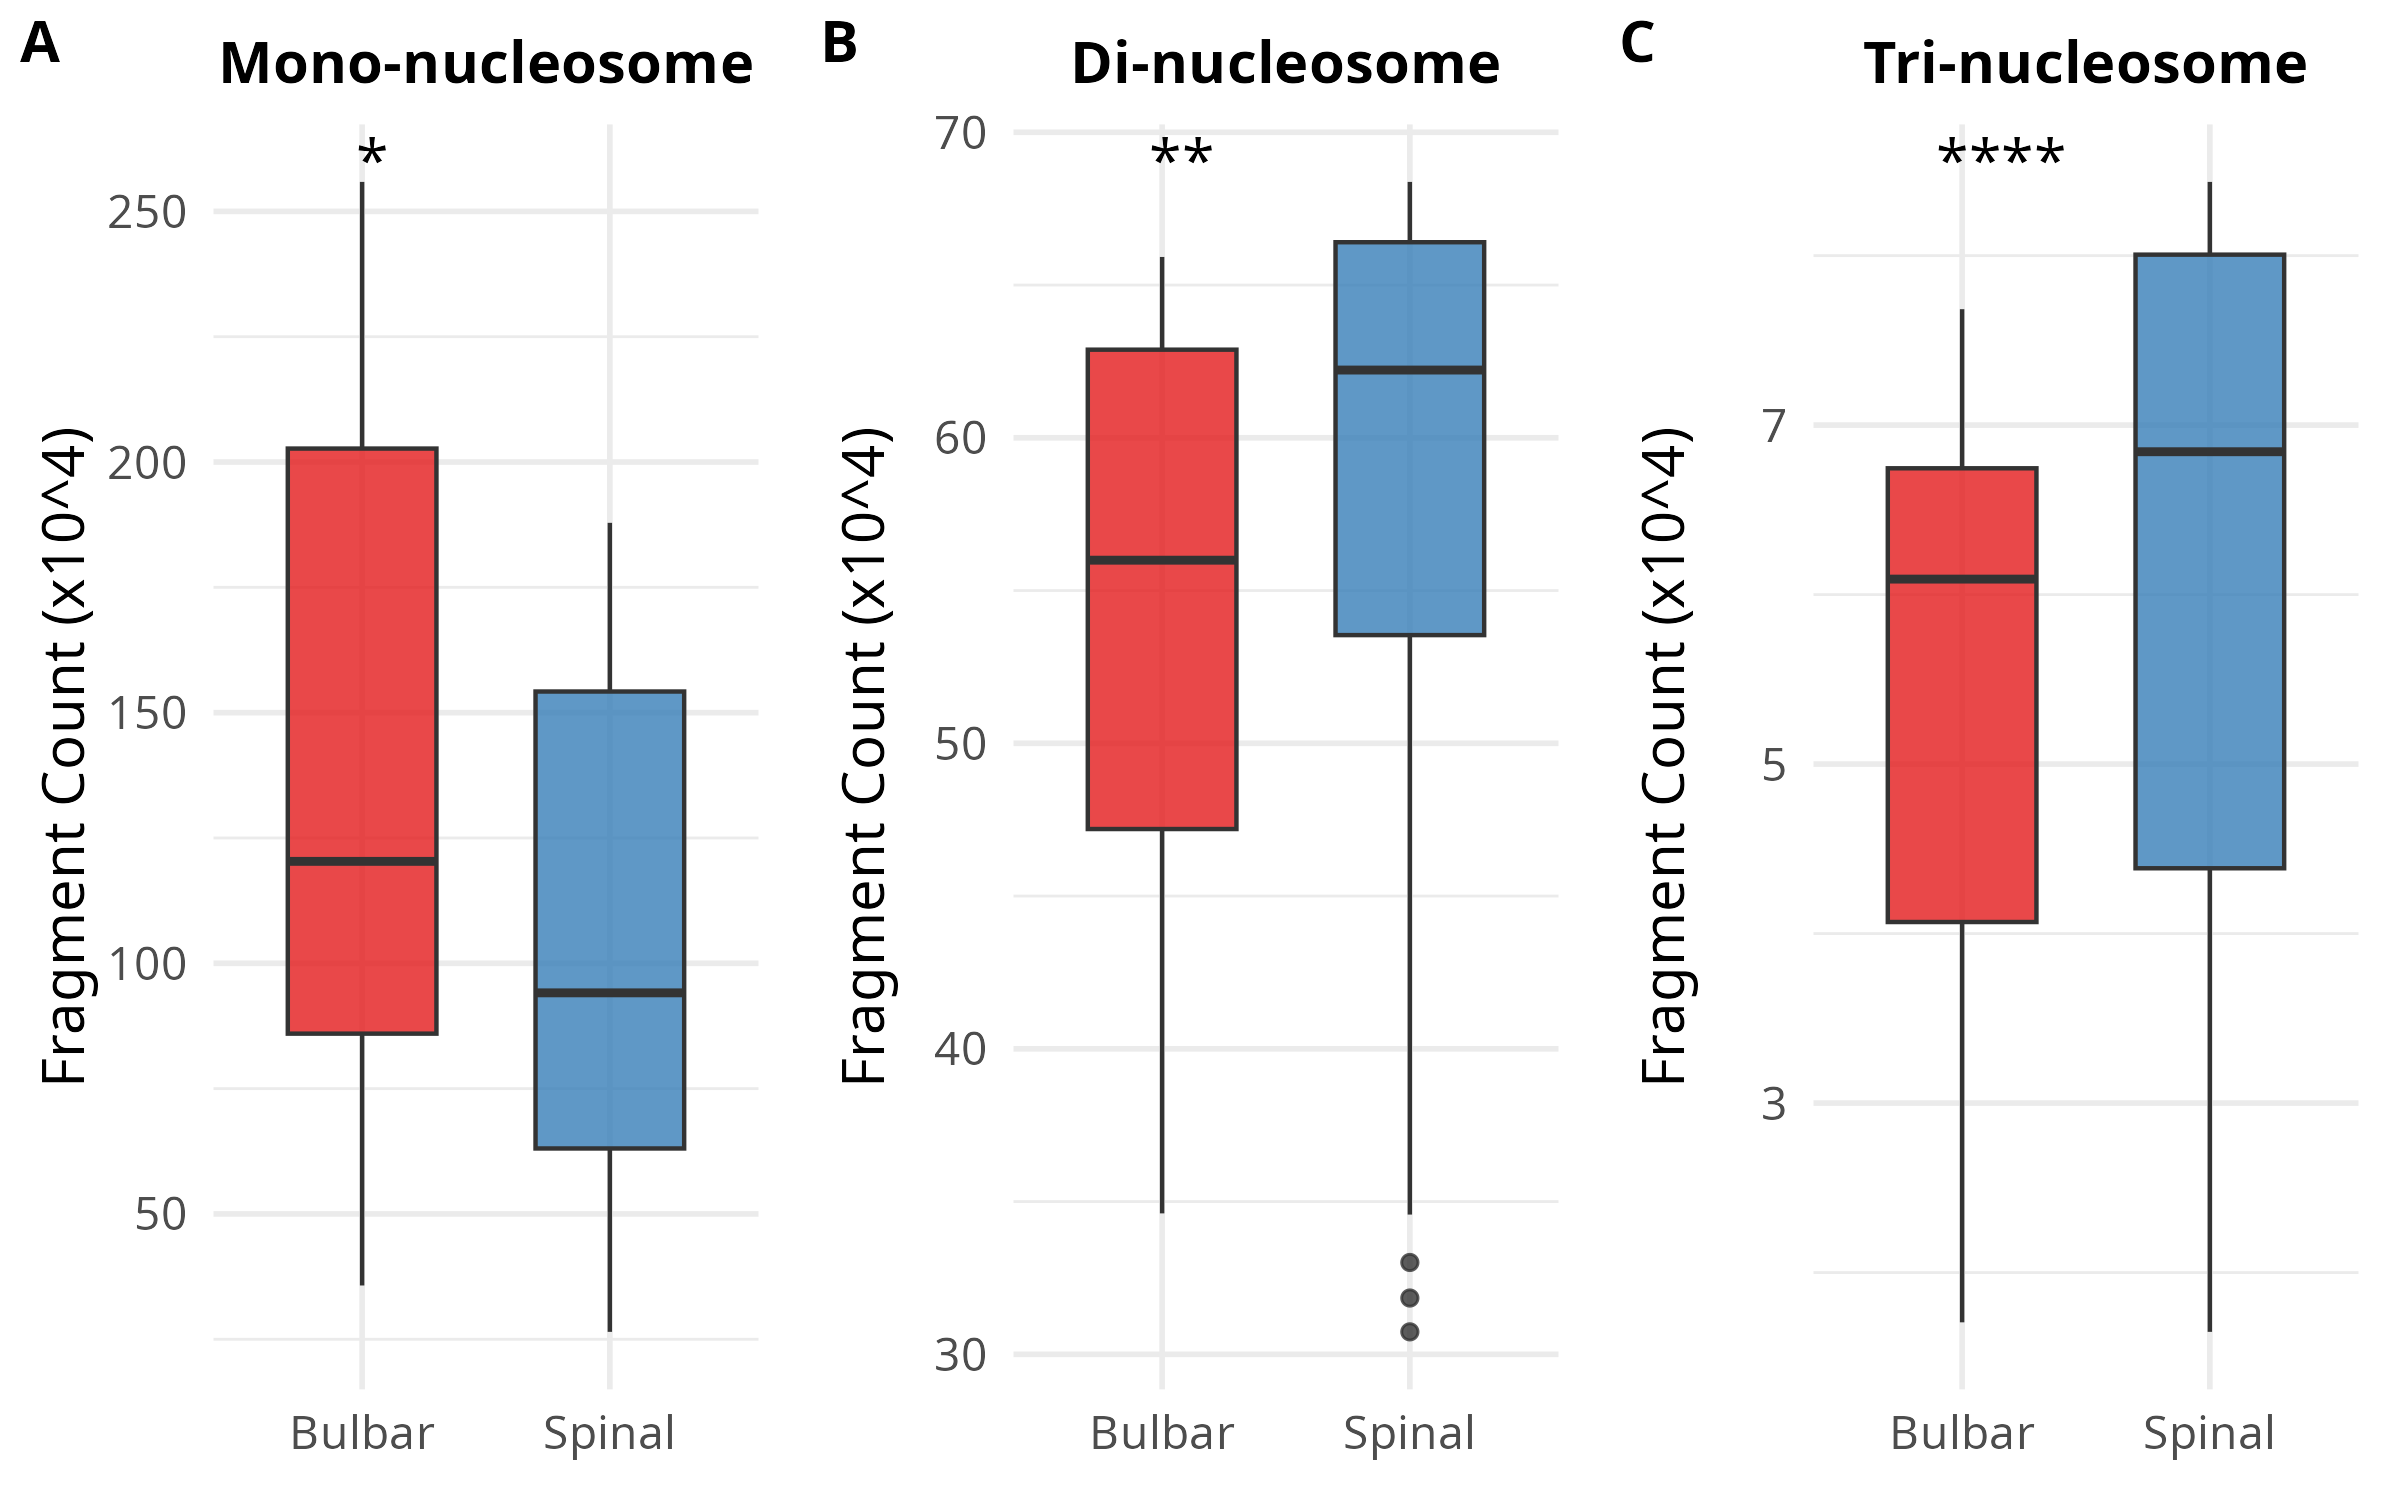 A
Mono-nucleosome
*
Fragment Count (x10^4)
250
200
150
100
50
Bulbar
Spinal
B
Di-nucleosome
**
Fragment Count (x10^4)
70
60
50
40
30
Bulbar
Spinal
C
Tri-nucleosome
****
Fragment Count (x10^4)
7
5
3
Bulbar
Spinal